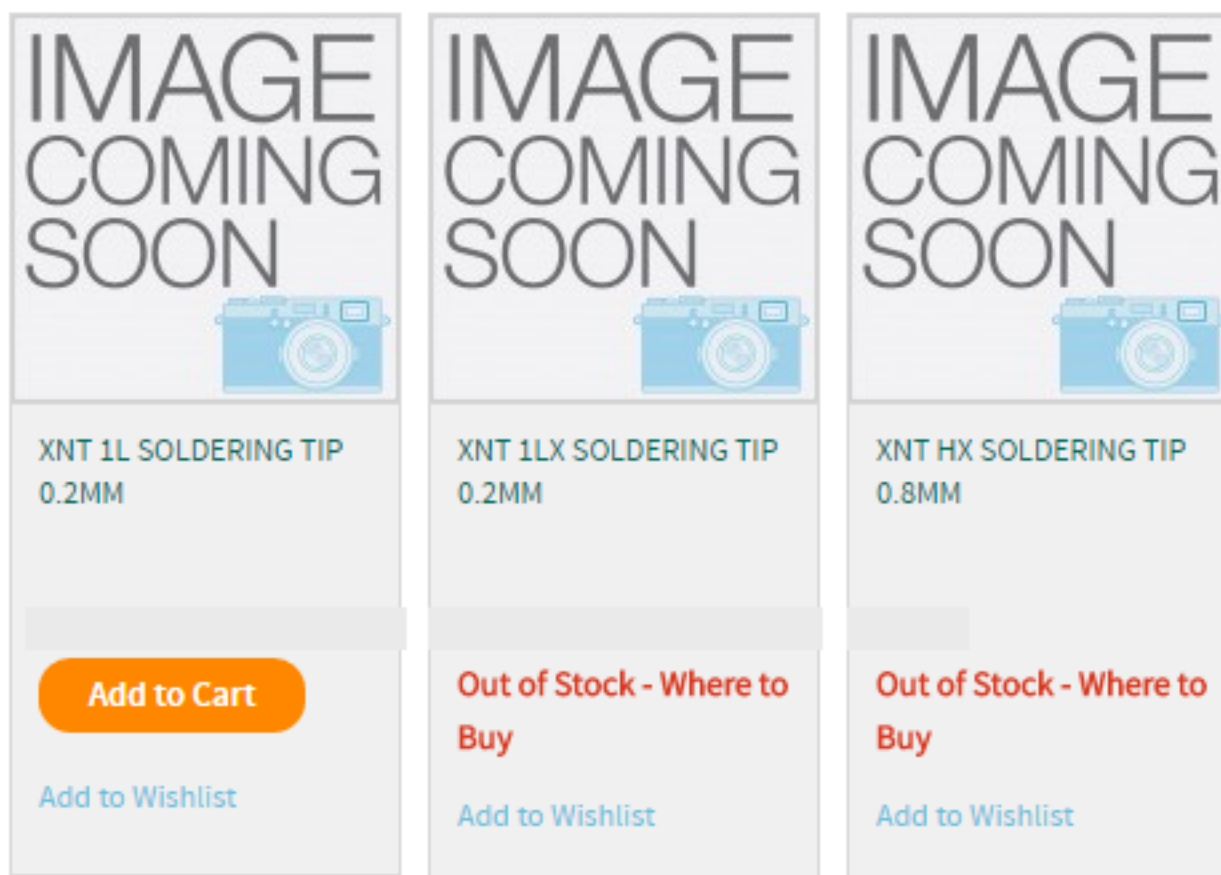 IMAGE
COMING
SOON
XNT 1L SOLDERING TIP
0.2MM
Add to Cart
Add to Wishlist
IMAGE
COMING
SOON
XNT 1LX SOLDERING TIP
0.2MM
Out of Stock - Where to
Buy
Add to Wishlist
IMAGE
COMING
SOON
XNT HX SOLDERING TIP
0.8MM
Out of Stock - Where to
Buy
Add to Wishlist